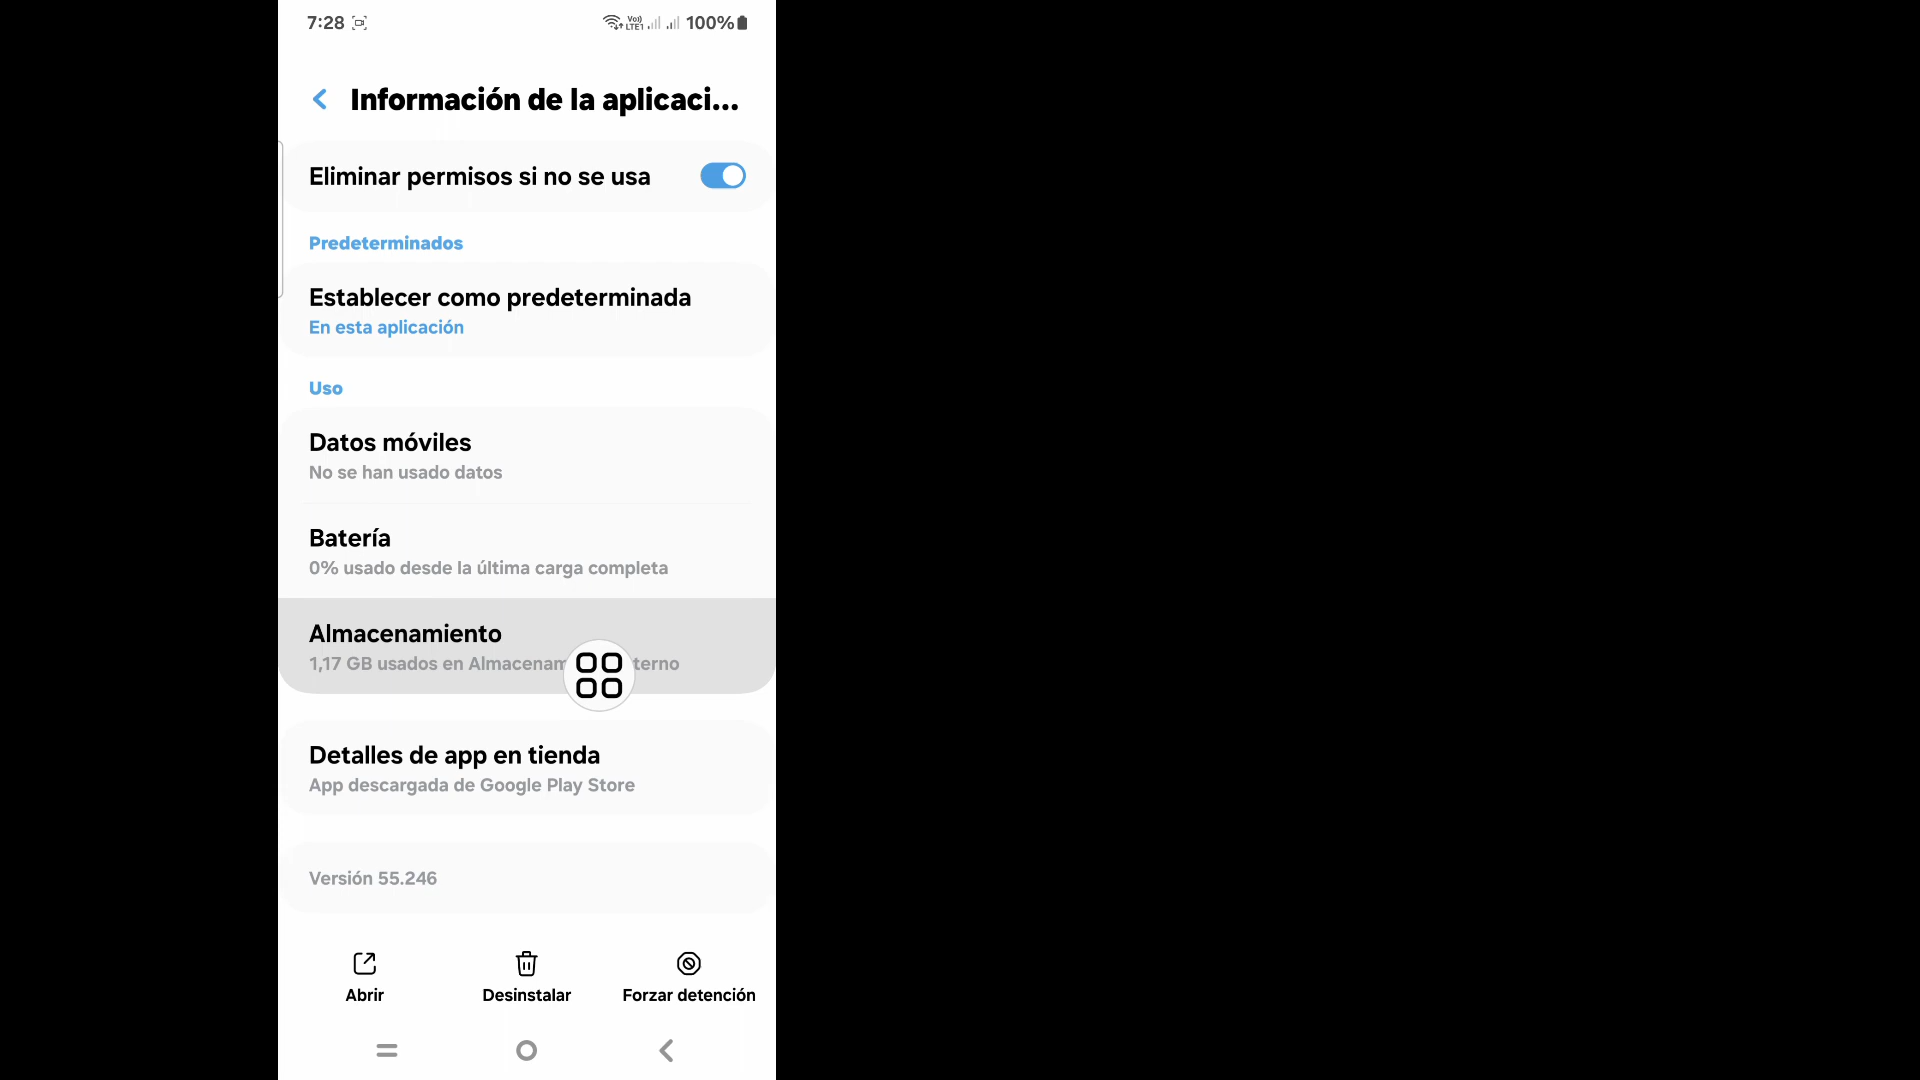 7:28 Vo)) LTE1 100%
Información de la aplicaci...
Eliminar permisos si no se usa
Predeterminados
Establecer como predeterminada
En esta aplicación
Uso
Datos móviles
No se han usado datos
Batería
0% usado desde la última carga completa
Almacenamiento
1,17 GB usados en Almacenam terno
Detalles de app en tienda
App descargada de Google Play Store
Versión 55.246
Abrir Desinstalar Forzar detención